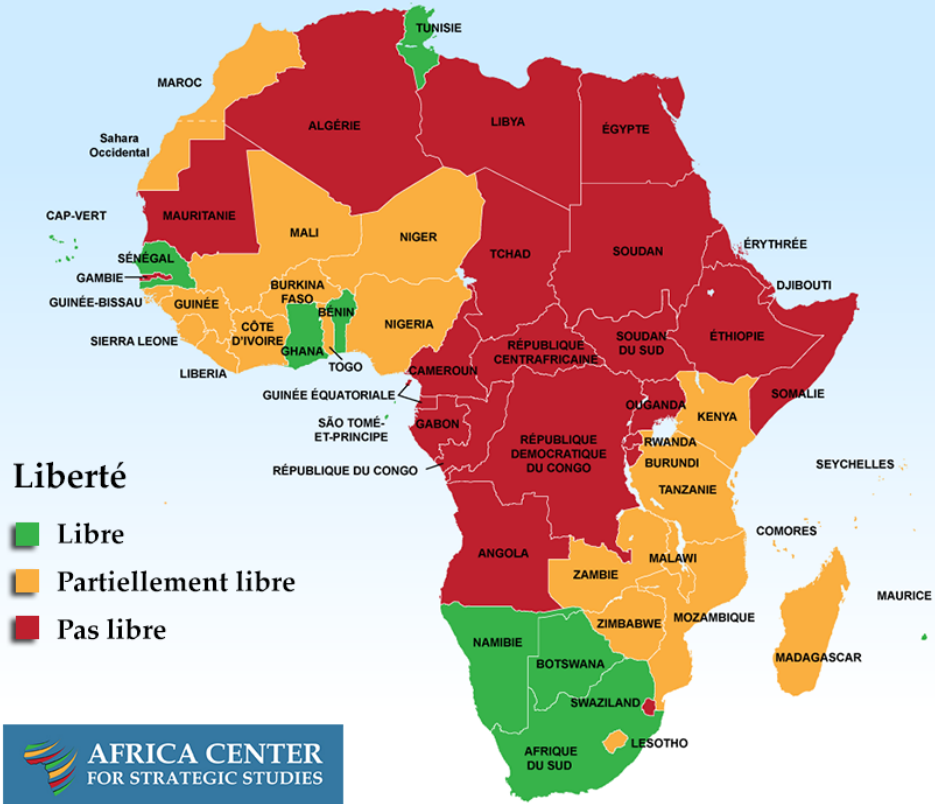 TUNISIE
MAROC
ALGÉRIE
LIBYA
ÉGYPTE
Sahara
Occidental
MAURITANIE
CAP-VERT
MALI
NIGER
TCHAD
SOUDAN
ÉRYTHRÉE
SÉNÉGAL
GAMBIE
DJIBOUTI
GUINÉE-BISSAU
GUINÉE
BURKINA
FASO
BÉNIN
NIGERIA
CÔTE
D'IVOIRE
SIERRA LEONE
GHANA
LIBERIA
TOGO
RÉPUBLIQUE
CENTRAFRICAINE
SOUDAN
DU SUD
ÉTHIOPIE
CAMEROUN
GUINÉE ÉQUATORIALE
SOMALIE
OUGANDA
KENYA
SÃO TOMÉ-
ET-PRINCIPE
GABON
RÉPUBLIQUE
DEMOCRATIQUE
DU CONGO
RWANDA
BURUNDI
RÉPUBLIQUE DU CONGO
SEYCHELLES
TANZANIE
Liberté
Libre
Partiellement libre
Pas libre
COMORES
ANGOLA
MALAWI
ZAMBIE
MAURICE
MOZAMBIQUE
ZIMBABWE
NAMIBIE
BOTSWANA
MADAGASCAR
SWAZILAND
LESOTHO
AFRIQUE
DU SUD
AFRICA CENTER
FOR STRATEGIC STUDIES